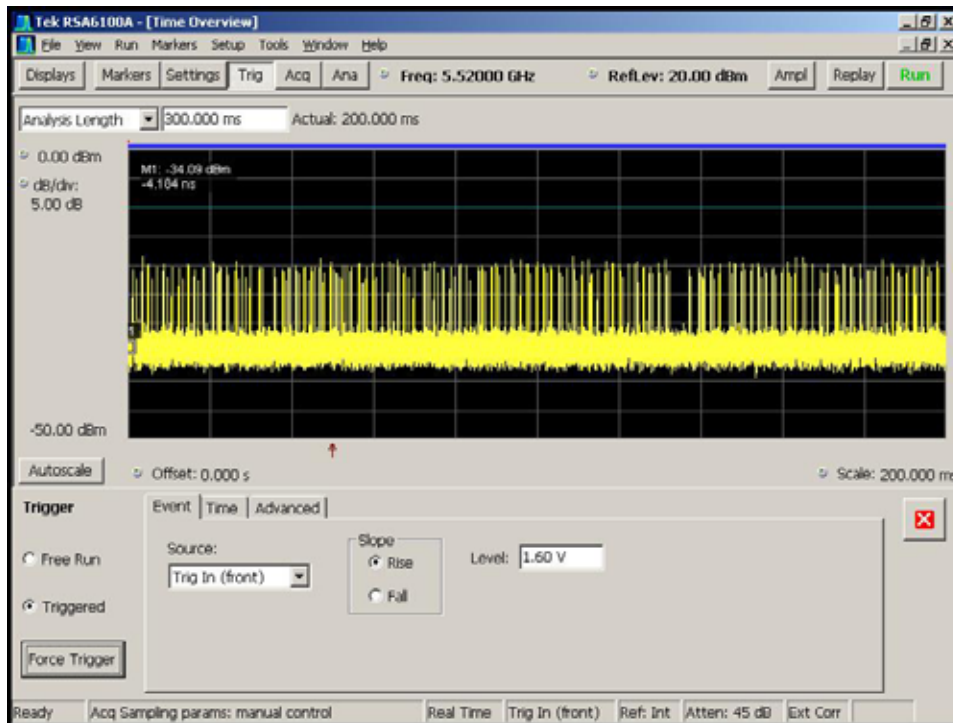 Tek RSA6100A - [Time Overview]
File View Run Markers Setup Tools Window Help
Displays Markers Settings Trig Acq Ana Freq: 5.52000 GHz RefLev: 20.00 dBm Ampl Replay Run
Analysis Length 300.000 ms Actual: 200.000 ms
0.00 dBm
dB/div:
5.00 dB
M1: -34.09 dBm
-4.104 ns
1
-50.00 dBm
Autoscale Offset: 0.000 s Scale: 200.000 ms
Trigger Event Time Advanced
Free Run
Triggered
Force Trigger
Source:
Trig In (front)
Slope
Rise
Fall
Level: 1.60 V
Ready Acq Sampling params: manual control Real Time Trig In (front) Ref: Int Atten: 45 dB Ext Corr